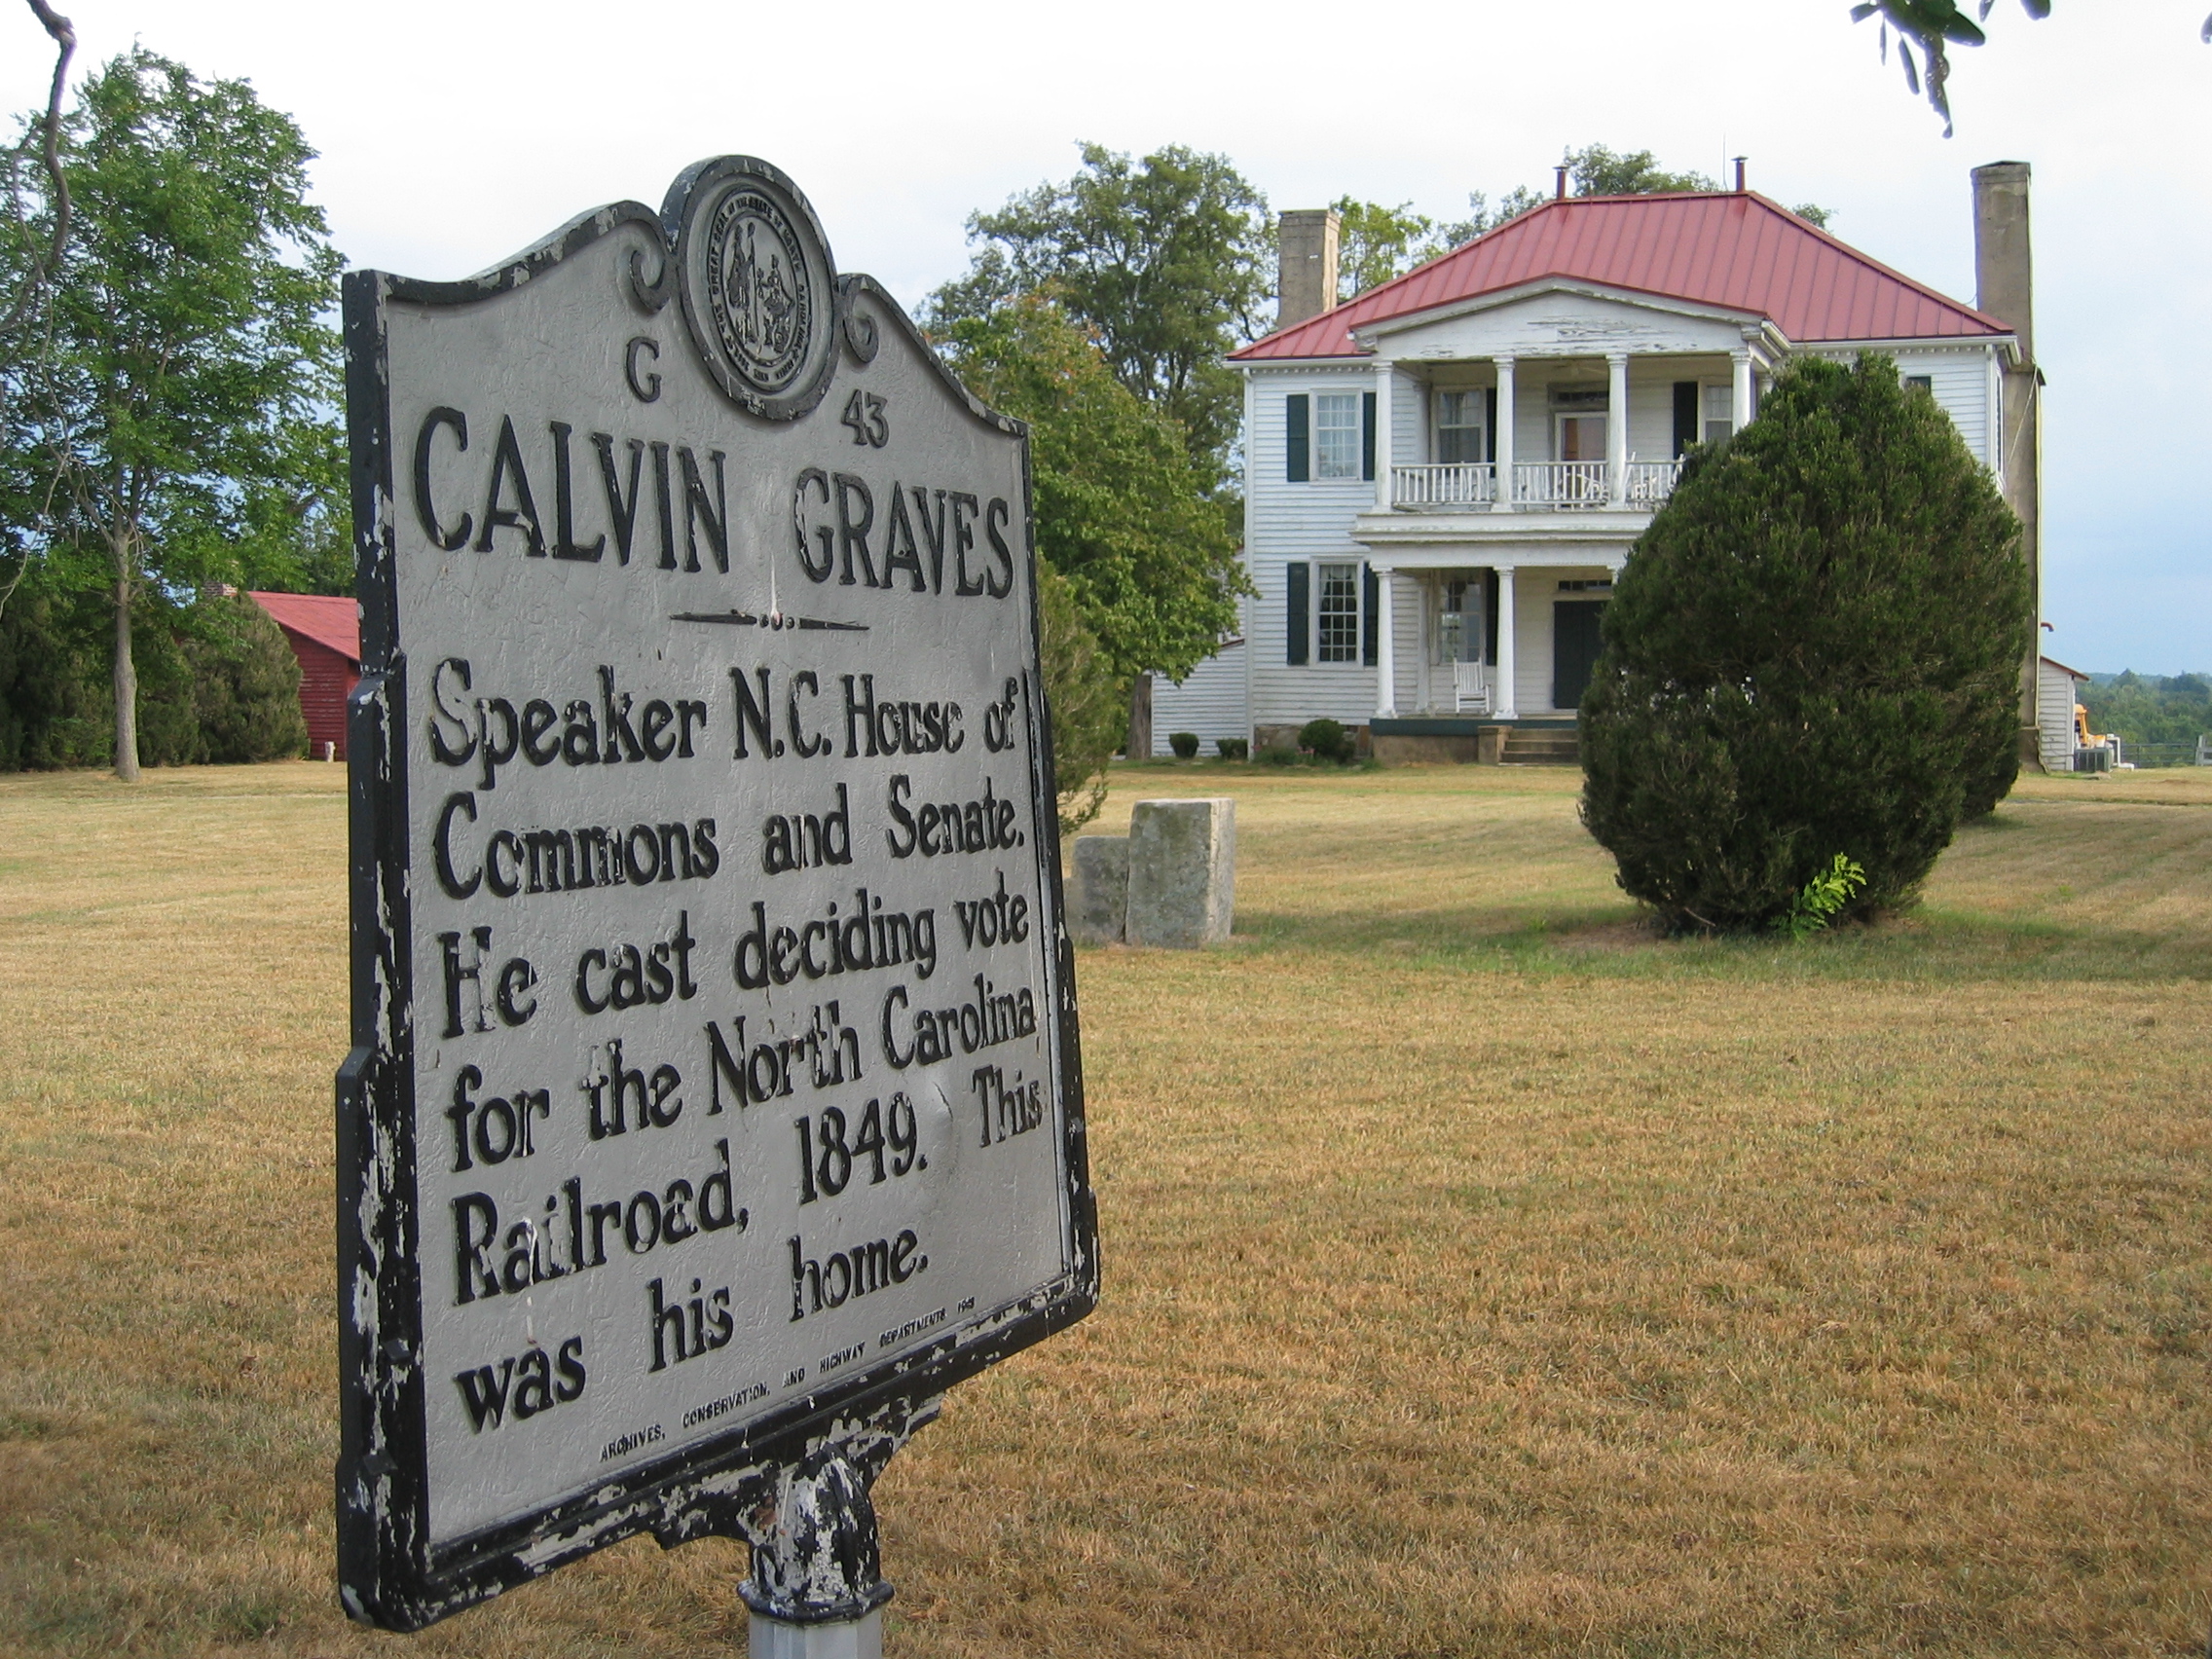 G 43
CALVIN GRAVES
Speaker N.C. House of
Commons and Senate.
He cast deciding vote
for the North Carolina
Railroad, 1849. This
was his home.
ARCHIVES, CONSERVATION, AND HIGHWAY DEPARTMENTS